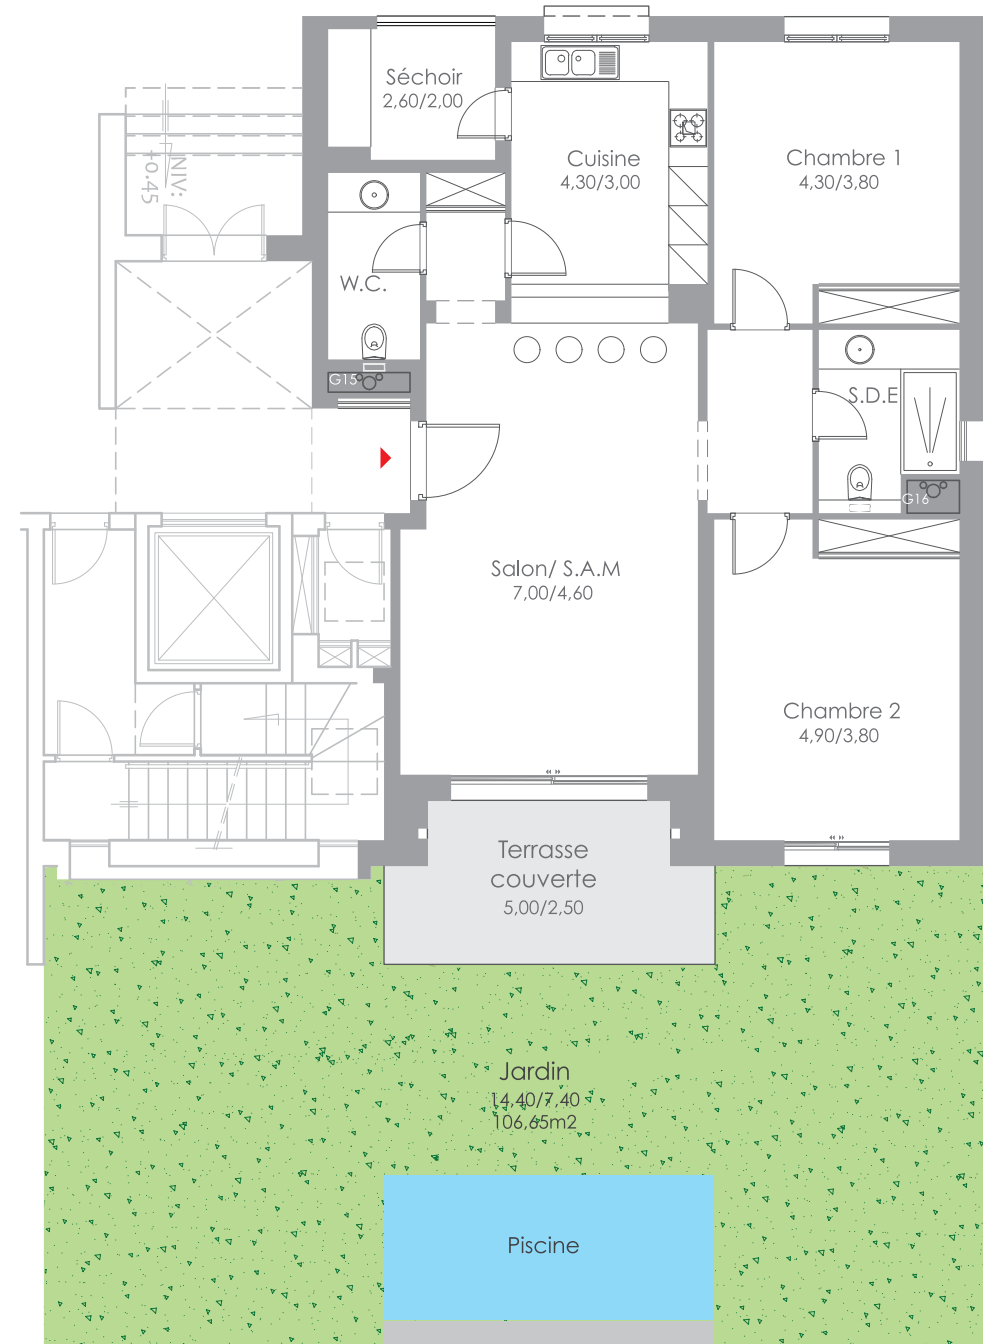 Séchoir
2,60/2,00
Cuisine
4,30/3,00
Chambre 1
4,30/3,80
NIV:
+0.45
W.C.
G15
S.D.E
G16
Salon/ S.A.M
7,00/4,60
Chambre 2
4,90/3,80
Terrasse
couverte
5,00/2,50
Jardin
14,40/7,40
106,65m2
Piscine